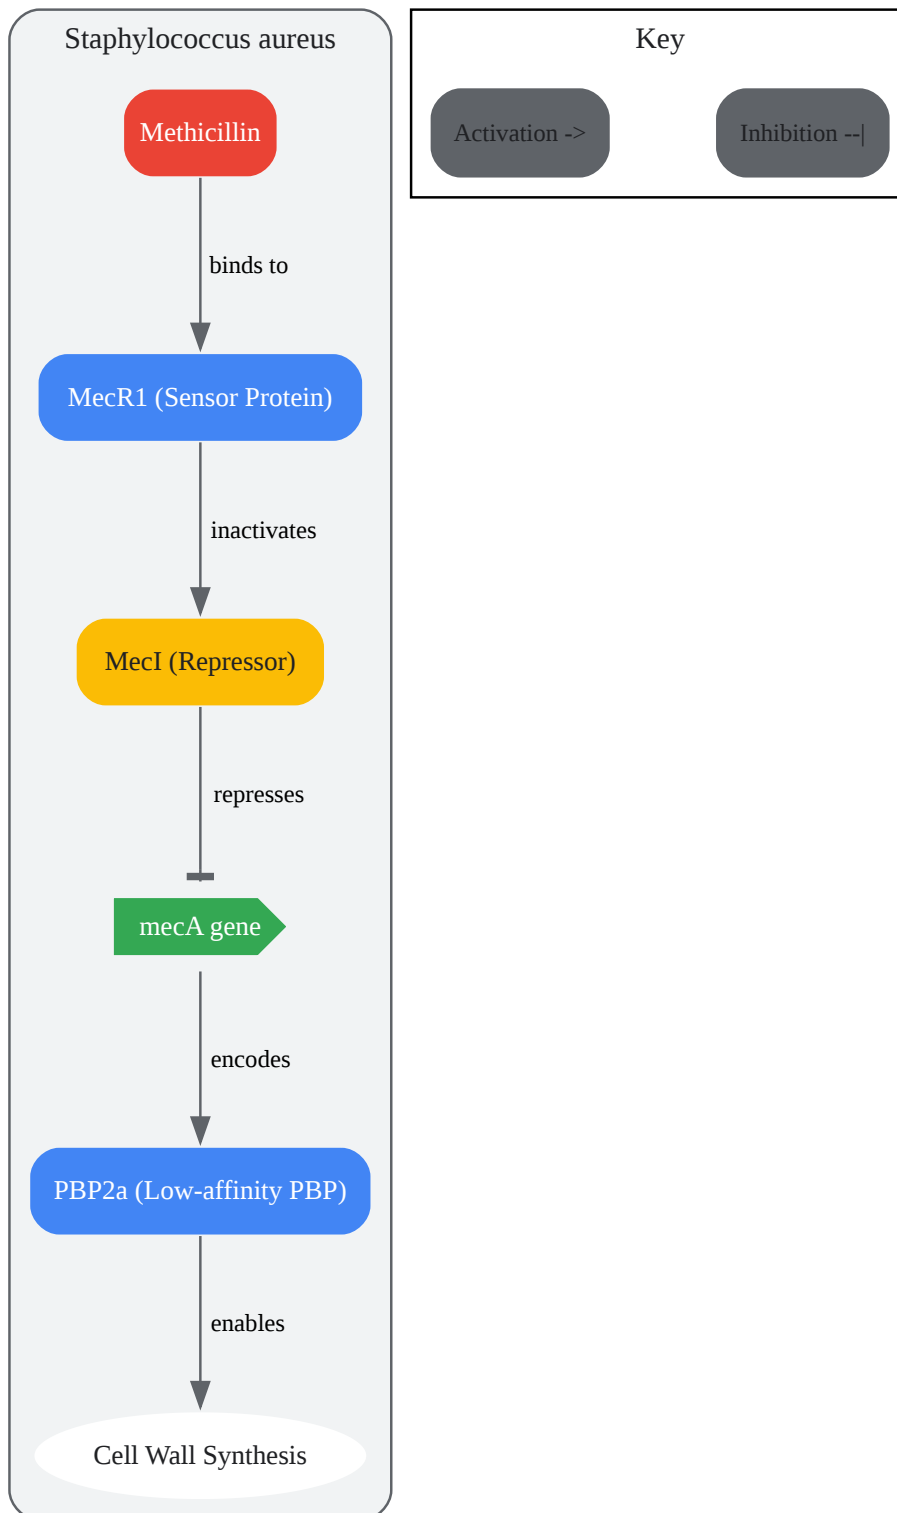 Staphylococcus aureus
Methicillin
binds to
MecR1 (Sensor Protein)
inactivates
MecI (Repressor)
represses
mecA gene
encodes
PBP2a (Low-affinity PBP)
enables
Cell Wall Synthesis
Key
Activation ->
Inhibition --|